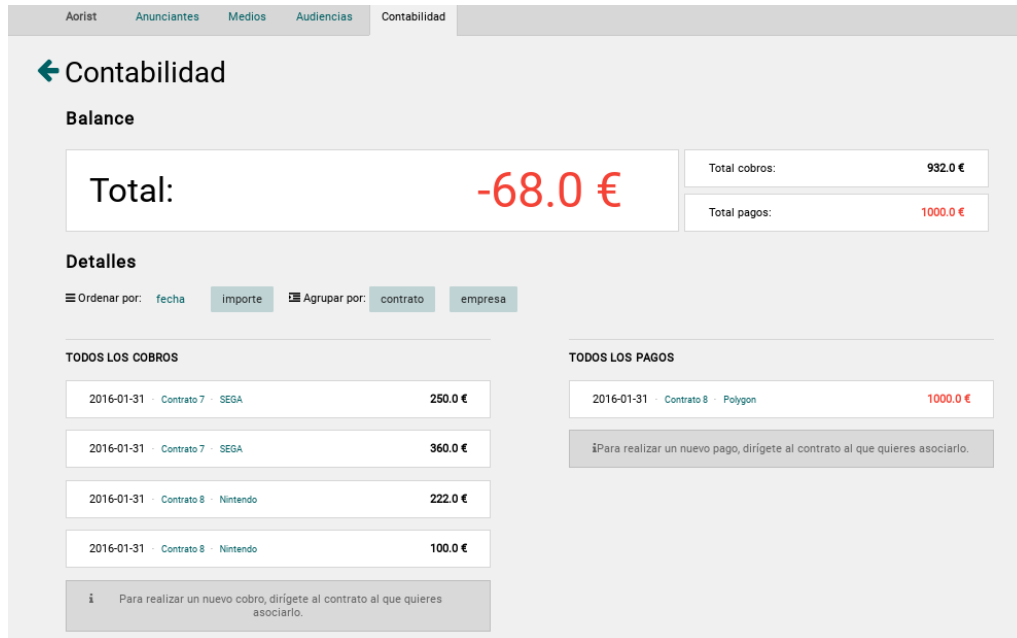 Aorist Anunciantes Medios Audiencias Contabilidad
Contabilidad
Balance
Total: -68.0 €
Total cobros: 932.0 €
Total pagos: 1000.0 €
Detalles
Ordenar por: fecha importe Agrupar por: contrato empresa
TODOS LOS COBROS
2016-01-31 · Contrato 7 · SEGA 250.0 €
2016-01-31 · Contrato 7 · SEGA 360.0 €
2016-01-31 · Contrato 8 · Nintendo 222.0 €
2016-01-31 · Contrato 8 · Nintendo 100.0 €
Para realizar un nuevo cobro, dirígete al contrato al que quieres
asociarlo.
TODOS LOS PAGOS
2016-01-31 · Contrato 8 · Polygon 1000.0 €
Para realizar un nuevo pago, dirígete al contrato al que quieres asociarlo.